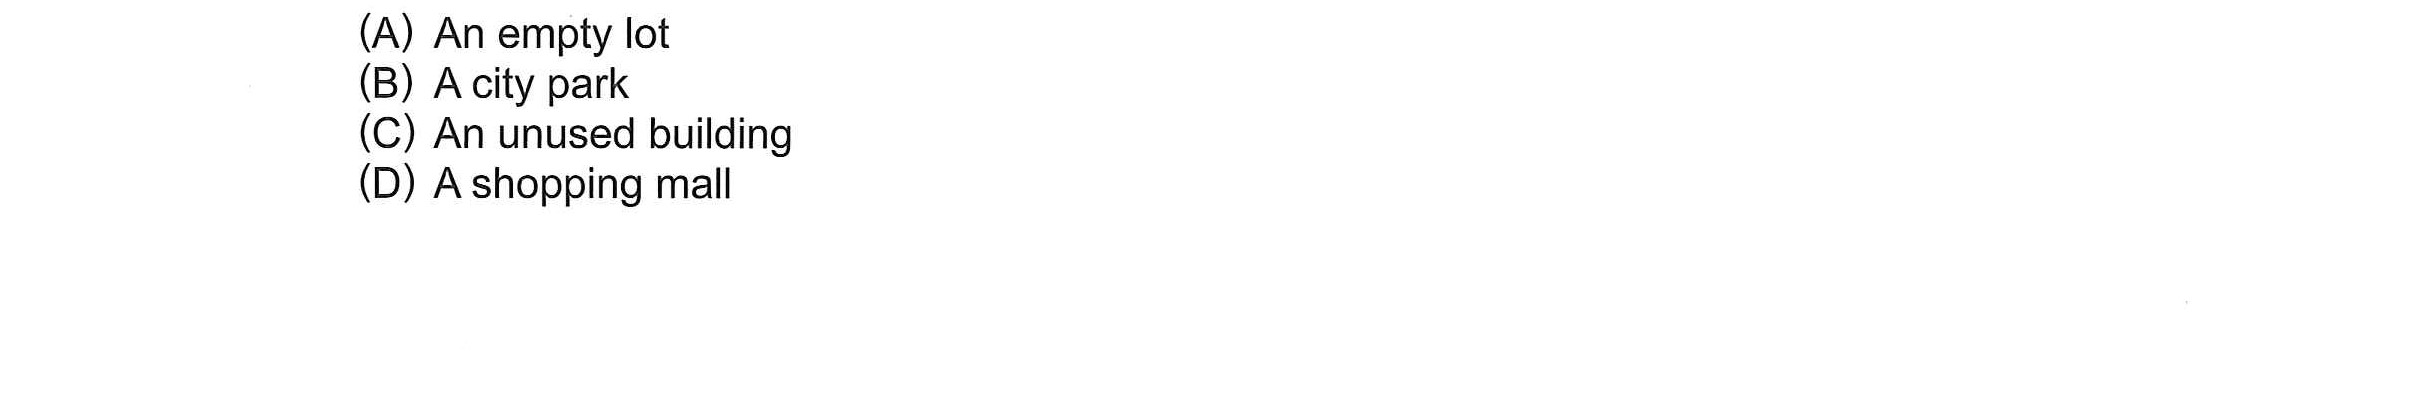 (A) An empty lot
(B) A city park
(C) An unused building
(D) A shopping mall